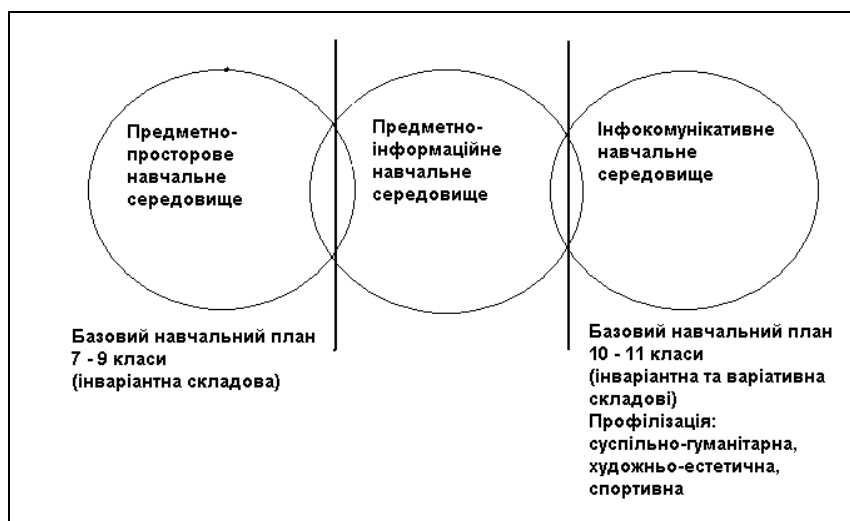 Предметно-
просторове
навчальне
середовище
Предметно-
інформаційне
навчальне
середовище
Інфокомунікативне
навчальне
середовище
Базовий навчальний план
7 - 9 класи
(інваріантна складова)
Базовий навчальний план
10 - 11 класи
(інваріантна та варіативна
складові)
Профілізація:
суспільно-гуманітарна,
художньо-естетична,
спортивна